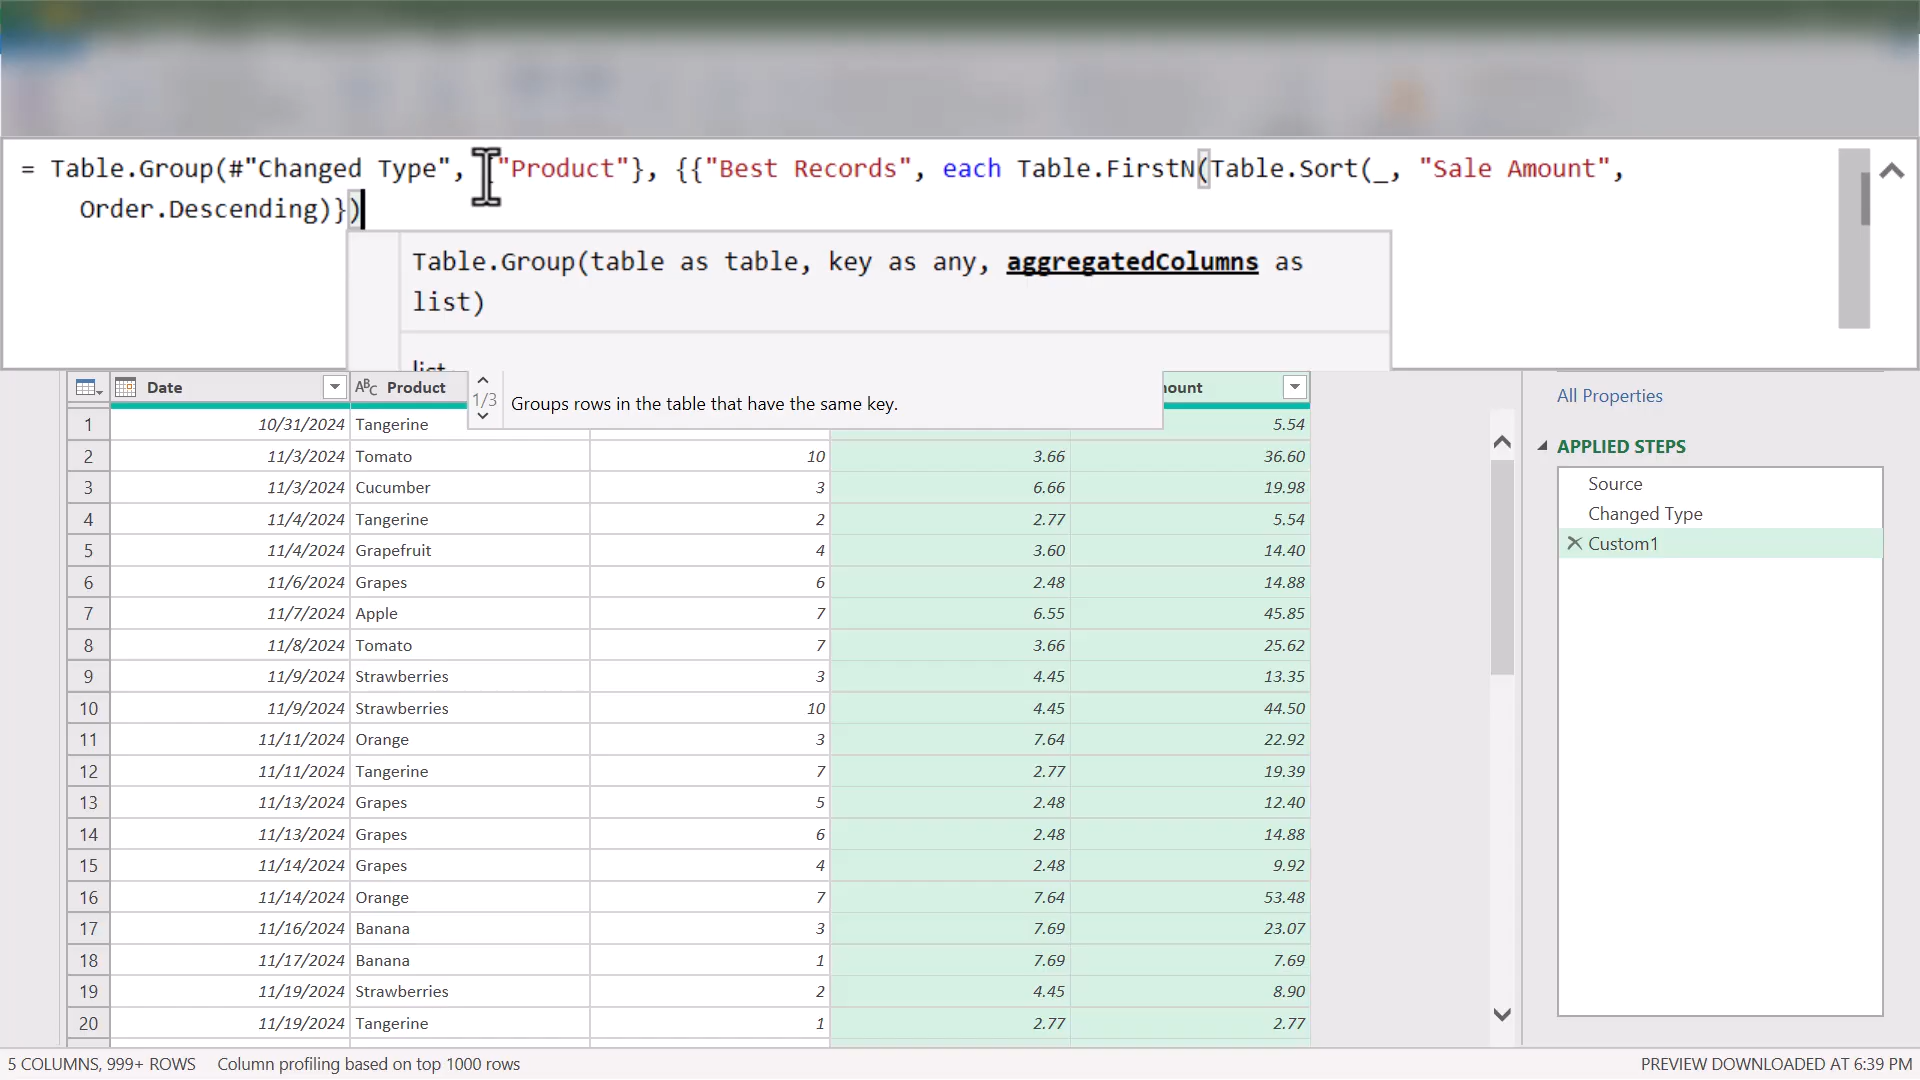 = Table.Group(#"Changed Type", "Product"}, {{"Best Records", each Table.FirstN(Table.Sort(_, "Sale Amount",
Order.Descending)})
Table.Group(table as table, key as any, aggregatedColumns as
list)
list
1/3 Groups rows in the table that have the same key.
Date ABC Product ount
1 10/31/2024 Tangerine 5.54
2 11/3/2024 Tomato 10 3.66 36.60
3 11/3/2024 Cucumber 3 6.66 19.98
4 11/4/2024 Tangerine 2 2.77 5.54
5 11/4/2024 Grapefruit 4 3.60 14.40
6 11/6/2024 Grapes 6 2.48 14.88
7 11/7/2024 Apple 7 6.55 45.85
8 11/8/2024 Tomato 7 3.66 25.62
9 11/9/2024 Strawberries 3 4.45 13.35
10 11/9/2024 Strawberries 10 4.45 44.50
11 11/11/2024 Orange 3 7.64 22.92
12 11/11/2024 Tangerine 7 2.77 19.39
13 11/13/2024 Grapes 5 2.48 12.40
14 11/13/2024 Grapes 6 2.48 14.88
15 11/14/2024 Grapes 4 2.48 9.92
16 11/14/2024 Orange 7 7.64 53.48
17 11/16/2024 Banana 3 7.69 23.07
18 11/17/2024 Banana 1 7.69 7.69
19 11/19/2024 Strawberries 2 4.45 8.90
20 11/19/2024 Tangerine 1 2.77 2.77
All Properties
APPLIED STEPS
Source
Changed Type
Custom1
5 COLUMNS, 999+ ROWS Column profiling based on top 1000 rows
PREVIEW DOWNLOADED AT 6:39 PM